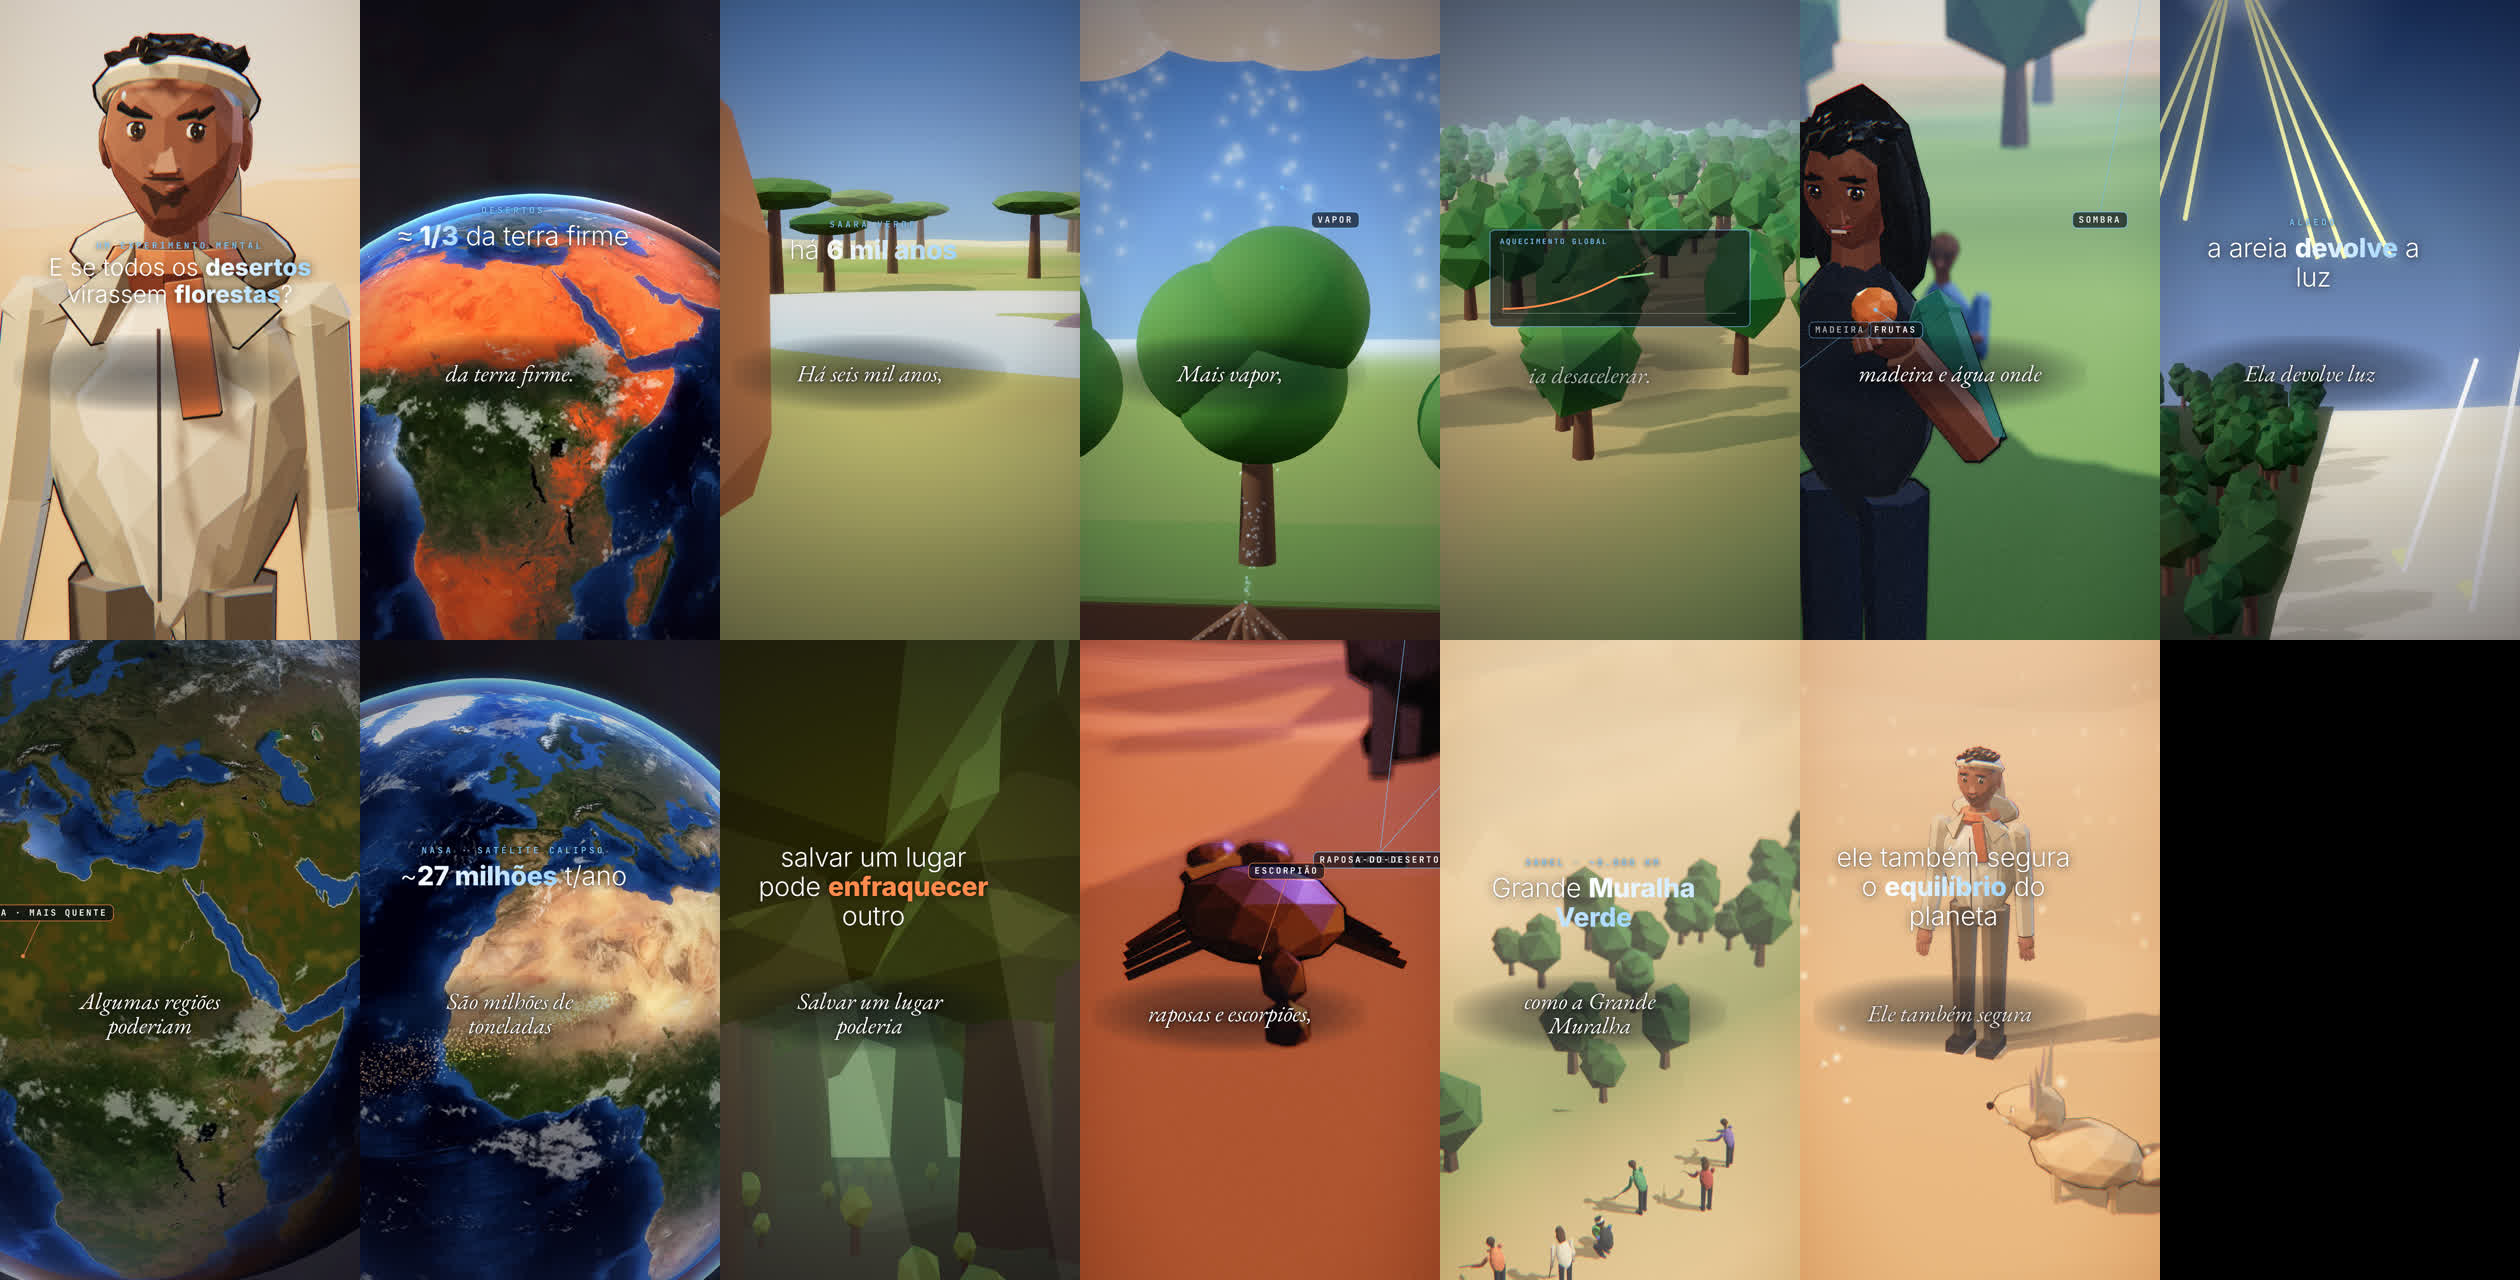 E se todos os desertos
virassem florestas?
DESERTOS
≈ 1/3 da terra firme
da terra firme.
há 6 mil anos
Há seis mil anos,
VAPOR
Mais vapor,
AQUECIMENTO GLOBAL
ia desacelerar.
SOMBRA
MADEIRA
FRUTAS
madeira e água onde
a areia devolve a
luz
Ela devolve luz
A · MAIS QUENTE
Algumas regiões
poderiam
NASA · SATÉLITE CALIPSO
~27 milhões t/ano
São milhões de
toneladas
salvar um lugar
pode enfraquecer
outro
Salvar um lugar
poderia
RAPOSA-DO-DESERTO
ESCORPIÃO
raposas e escorpiões,
Grande Muralha
Verde
como a Grande
Muralha
ele também segura
o equilíbrio do
planeta
Ele também segura